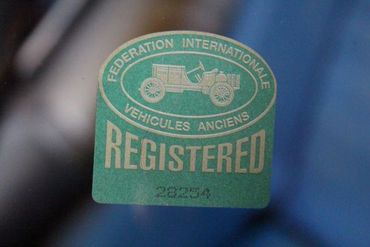 FEDERATION INTERNATIONALE
VEHICULES ANCIENS
REGISTERED
28254